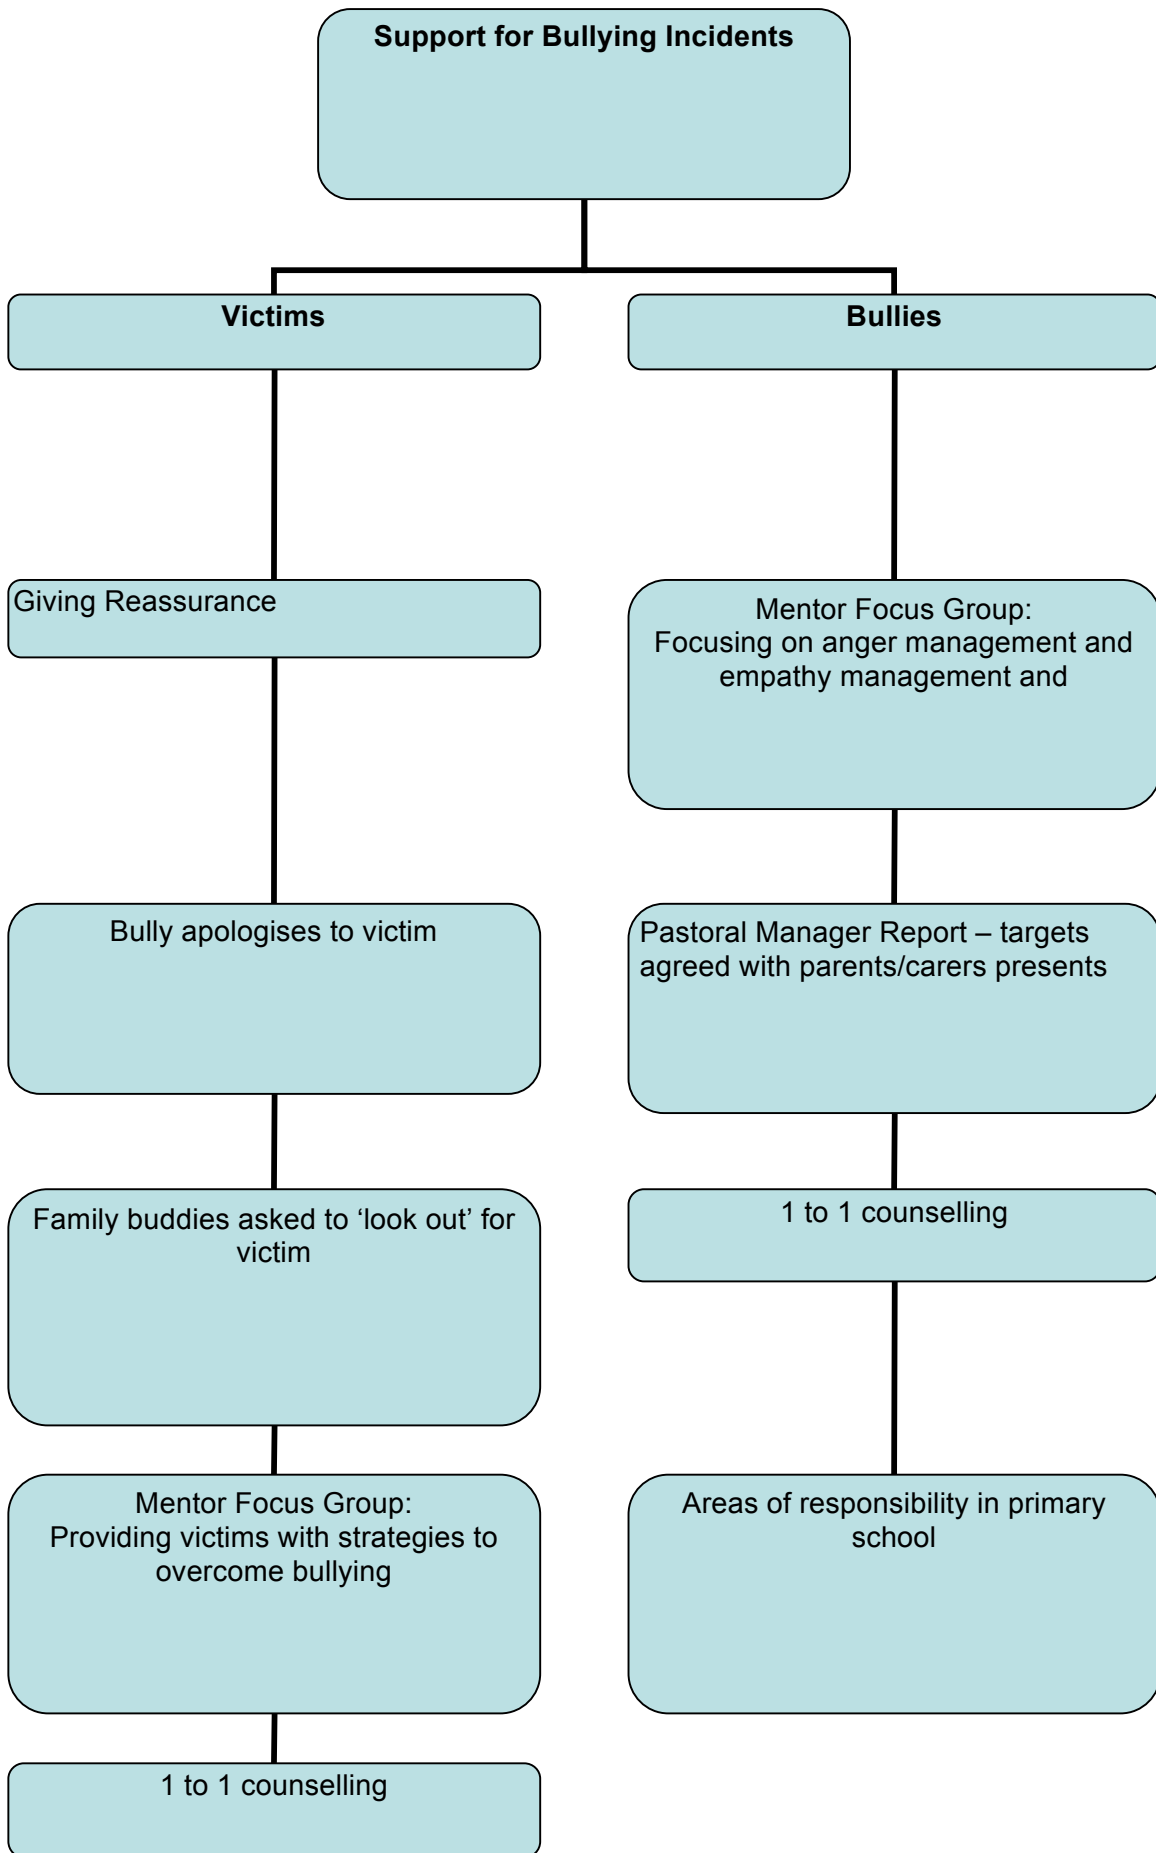 Support for Bullying Incidents
Victims
Bullies
Giving Reassurance
Mentor Focus Group:
Focusing on anger management and
empathy management and
Bully apologises to victim
Pastoral Manager Report – targets
agreed with parents/carers presents
Family buddies asked to ‘look out’ for
victim
1 to 1 counselling
Mentor Focus Group:
Providing victims with strategies to
overcome bullying
Areas of responsibility in primary
school
1 to 1 counselling